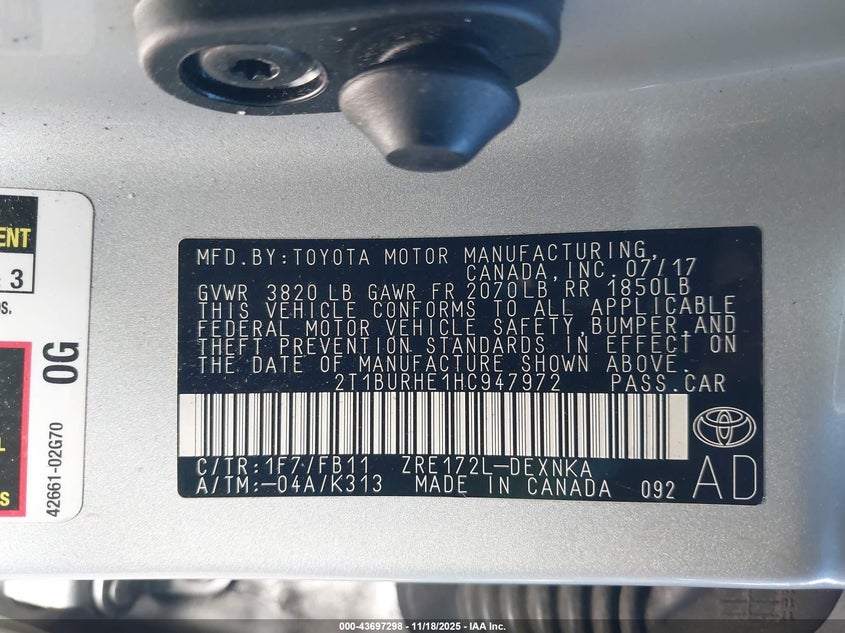 MFD.BY:TOYOTA MOTOR MANUFACTURING,
CANADA,INC. 07/17
GVWR 3820 LB GAWR FR 2070LB RR 1850LB
THIS VEHICLE CONFORMS TO ALL APPLICABLE
FEDERAL MOTOR VEHICLE SAFETY,BUMPER,AND
THEFT PREVENTION STANDARDS IN EFFECT ON
THE DATE OF MANUFACTURE SHOWN ABOVE.
2T1BURHE1HC947972 PASS.CAR
C/TR:1F7/FB11 ZRE172L-DEXNKA
A/TM:-04A/K313 MADE IN CANADA 092
AD
3
0G
42661-02G70
000-43697298 - 11/18/2025 - IAA Inc.